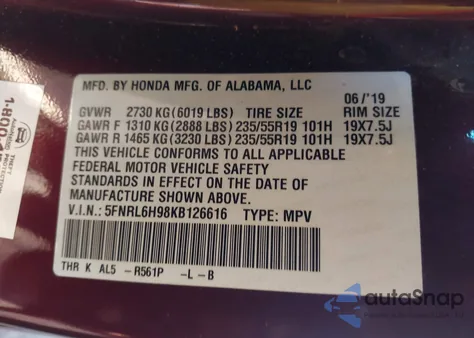 MFD. BY HONDA MFG. OF ALABAMA, LLC
06/'19
GVWR 2730 KG (6019 LBS) TIRE SIZE RIM SIZE
GAWR F 1310 KG (2888 LBS) 235/55R19 101H 19X7.5J
GAWR R 1465 KG (3230 LBS) 235/55R19 101H 19X7.5J
THIS VEHICLE CONFORMS TO ALL APPLICABLE
FEDERAL MOTOR VEHICLE SAFETY
STANDARDS IN EFFECT ON THE DATE OF
MANUFACTURE SHOWN ABOVE.
V.I.N.: 5FNRL6H98KB126616 TYPE: MPV
THR K AL5 -R561P -L-B
1-800
THEFT
autoSnap